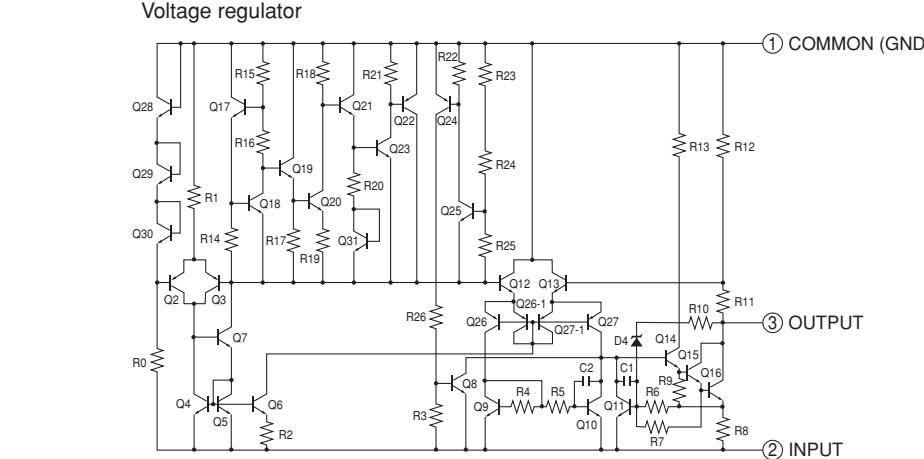 Voltage regulator
① COMMON (GND
R15 R18 R21 R22 R23
Q28 Q17 Q21 Q22 Q24
R16 Q23 R13 R12
Q29 Q19 R24
R1 Q18 Q20 R20 Q25
Q30 R14 R17 R19 Q31 R25
Q2 Q3 Q12 Q13
Q26-1 R11
R26 Q26 Q27-1 Q27 R10 ③ OUTPUT
Q7 D4 Q14
R0 Q15
Q8 C2 C1 Q16
Q4 Q6 R4 R5 R6 R9
Q5 R3 Q9 Q10 Q11
R2 R7 R8
② INPUT